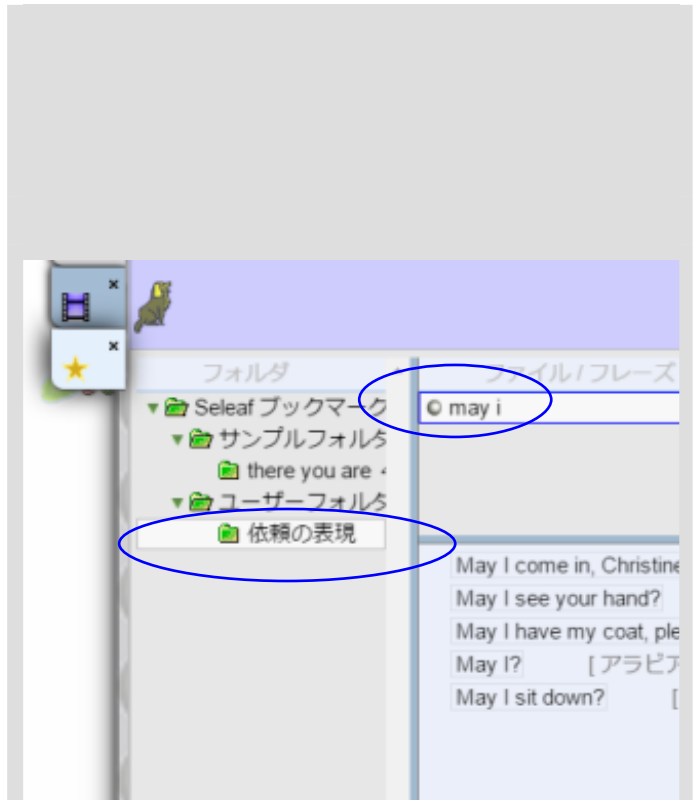 フォルダ
ファイル / フレーズ
Seleaf ブックマーク
サンプルフォルダ
there you are
ユーザーフォルダ
依頼の表現
© may i
May I come in, Christine
May I see your hand?
May I have my coat, ple
May I? [ アラビア
May I sit down? [